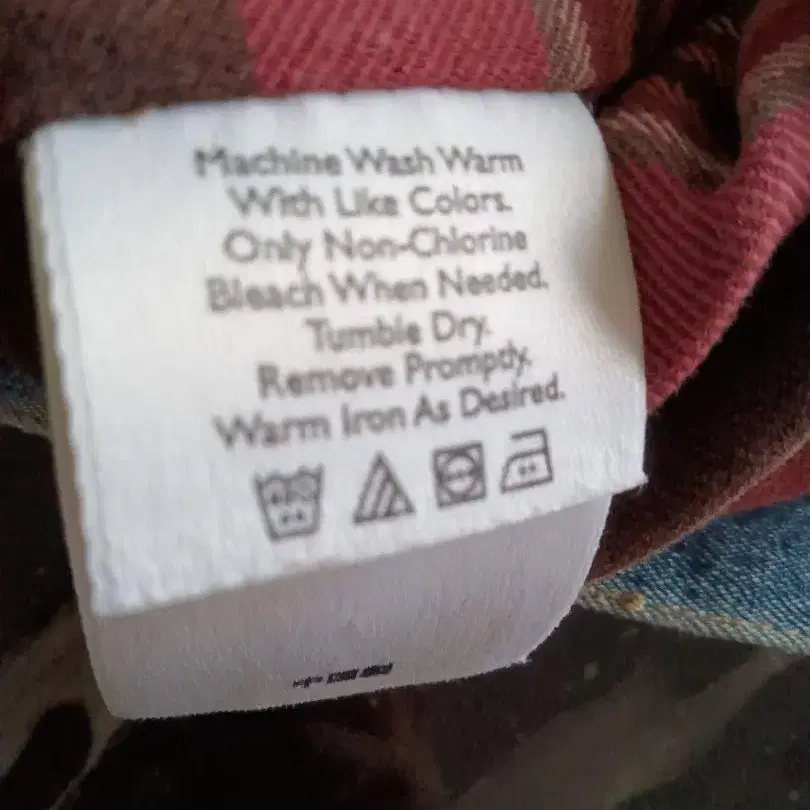 Machine Wash Warm
With Like Colors.
Only Non-Chlorine
Bleach When Needed.
Tumble Dry.
Remove Promptly.
Warm Iron As Desired.